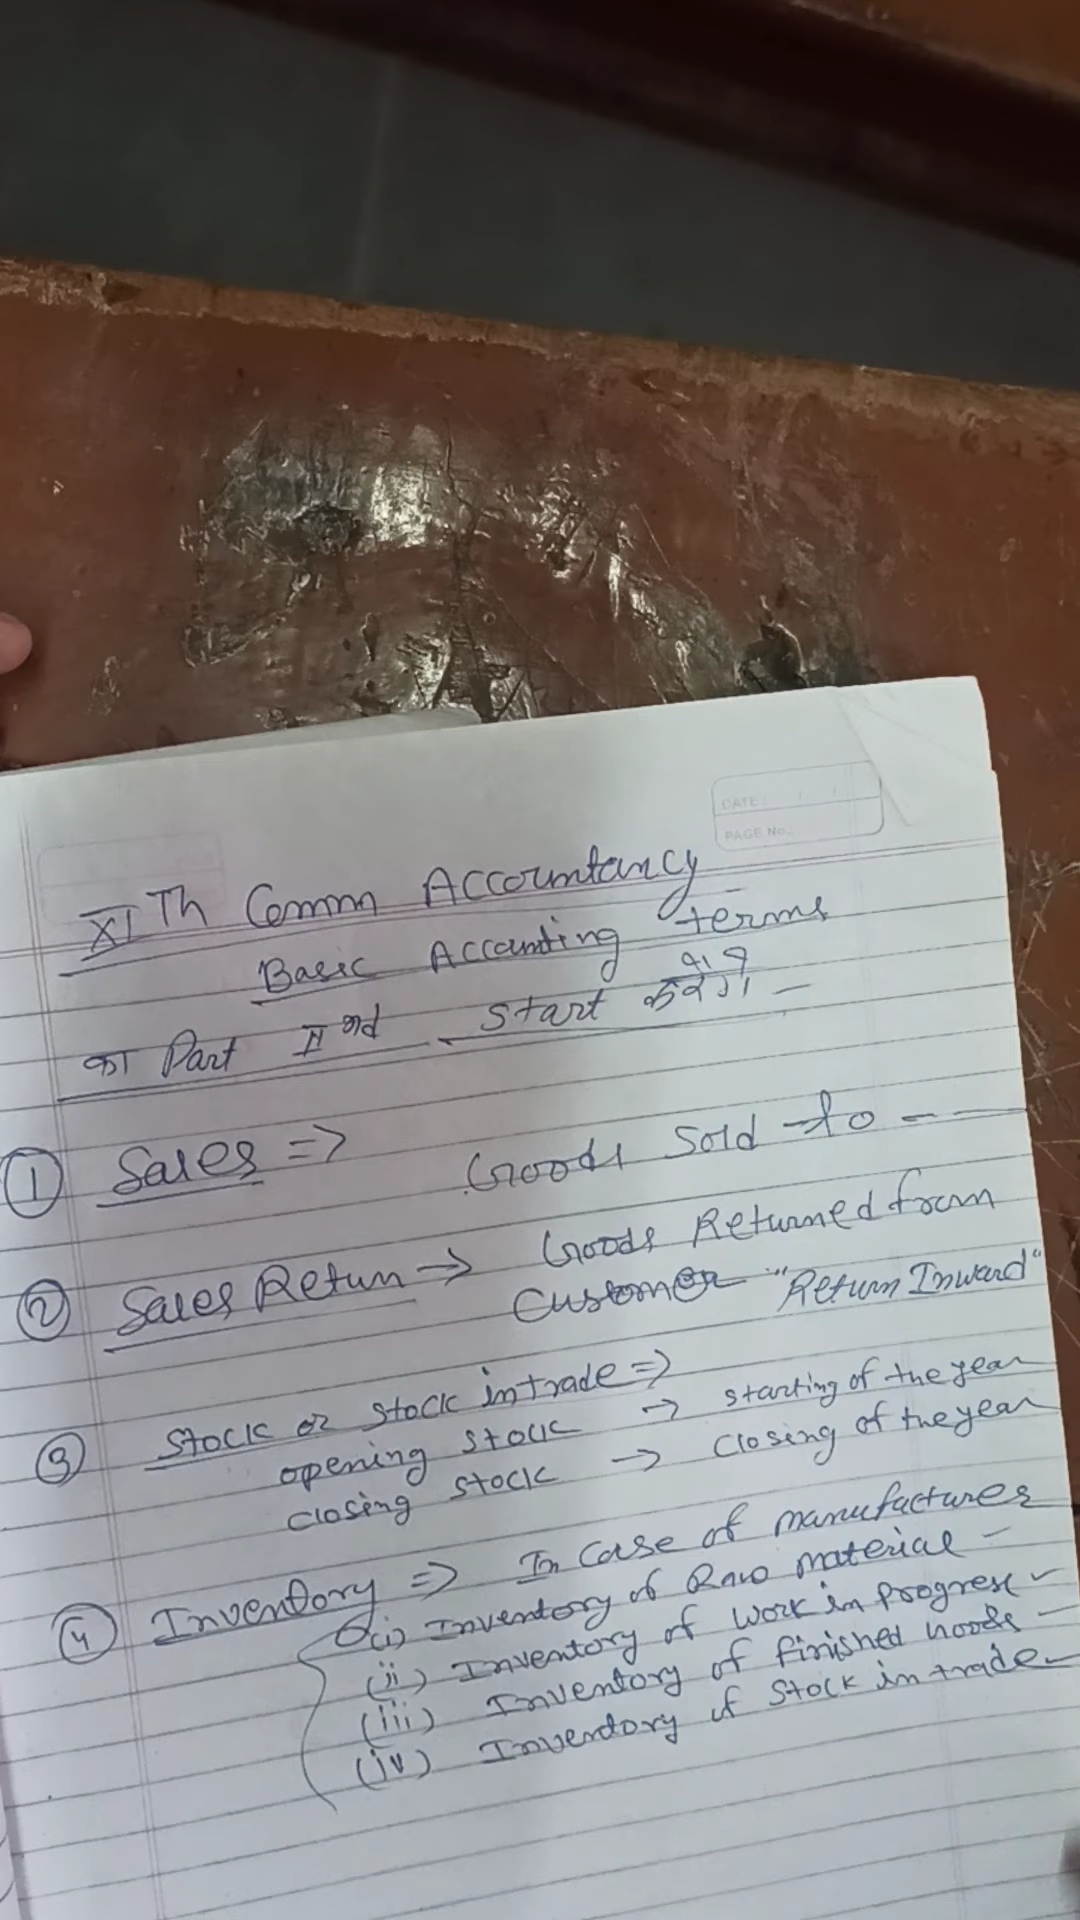 DATE: / /
PAGE No.
XI Th Comm Accountancy
Basic Accounting terms
का Part IInd start करेगें
① Sales => Goods Sold to
② Sales Retun → Goods Returned from
Customer "Return Inward"
③ Stock or stock in trade =>
opening stock → starting of the year
closing stock → closing of the year
④ Inventory => In case of manufactures
(i) Inventory of Raw material
(ii) Inventory of work in progress
(iii) Inventory of finished Goods
(iv) Inventory of stock in trade